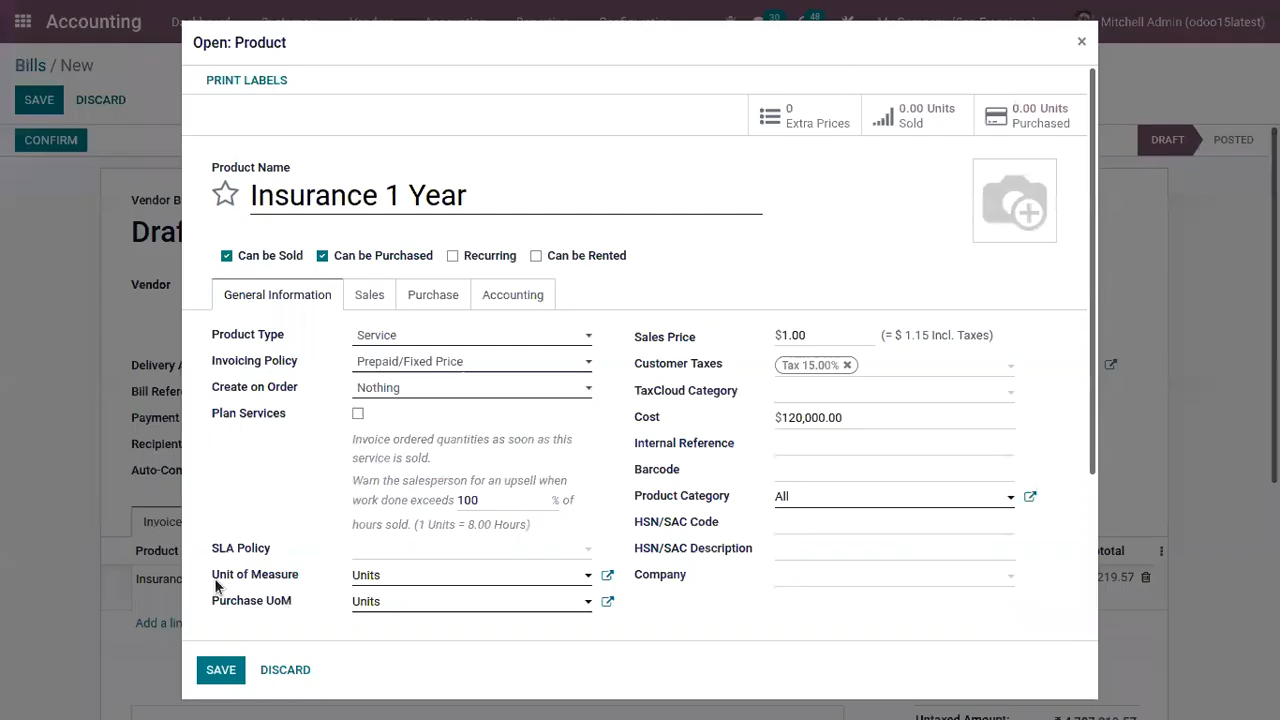 Accounting
30
48
Mitchell Admin (odoo15latest)
Open: Product
×
Bills / New
PRINT LABELS
SAVE DISCARD
0 Extra Prices
0.00 Units Sold
0.00 Units Purchased
CONFIRM
DRAFT POSTED
Product Name
Insurance 1 Year
Vendor B
Draf
Can be Sold Can be Purchased Recurring Can be Rented
Vendor
General Information Sales Purchase Accounting
Product Type Service
Sales Price $1.00 (= $ 1.15 Incl. Taxes)
Invoicing Policy Prepaid/Fixed Price
Customer Taxes Tax 15.00% ×
Delivery A
Create on Order Nothing
TaxCloud Category
Bill Refer
Plan Services
Cost $120,000.00
Payment
Invoice ordered quantities as soon as this
service is sold.
Internal Reference
Recipient
Barcode
Auto-Con
Warn the salesperson for an upsell when
work done exceeds 100 % of
hours sold. (1 Units = 8.00 Hours)
Product Category All
HSN/SAC Code
Invoice
SLA Policy
HSN/SAC Description
Product
btotal
Unit of Measure Units
Company
Insuranc
219.57
Purchase UoM Units
Add a lin
SAVE DISCARD